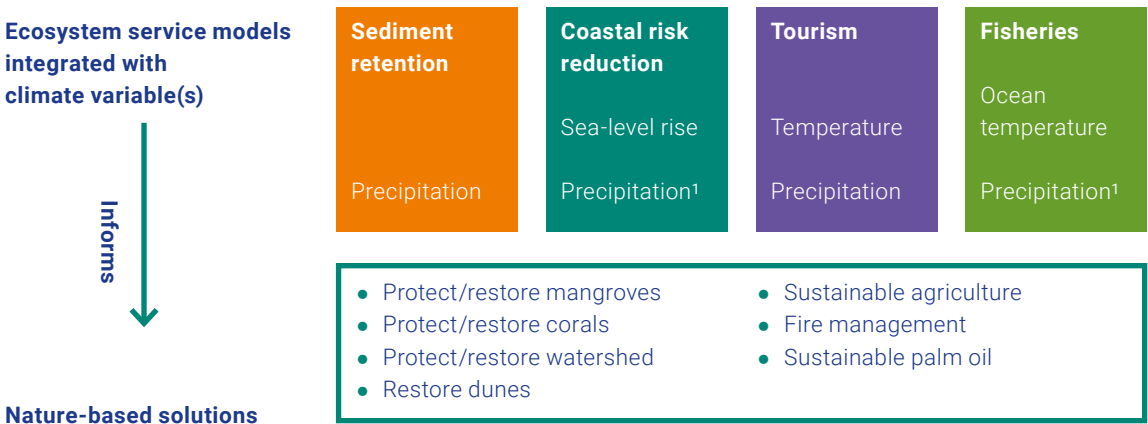 Ecosystem service models
integrated with
climate variable(s)
Informs
Nature-based solutions
Sediment
retention
Precipitation
Coastal risk
reduction
Sea-level rise
Precipitation¹
Tourism
Temperature
Precipitation
Fisheries
Ocean
temperature
Precipitation¹
• Protect/restore mangroves
• Protect/restore corals
• Protect/restore watershed
• Restore dunes
• Sustainable agriculture
• Fire management
• Sustainable palm oil